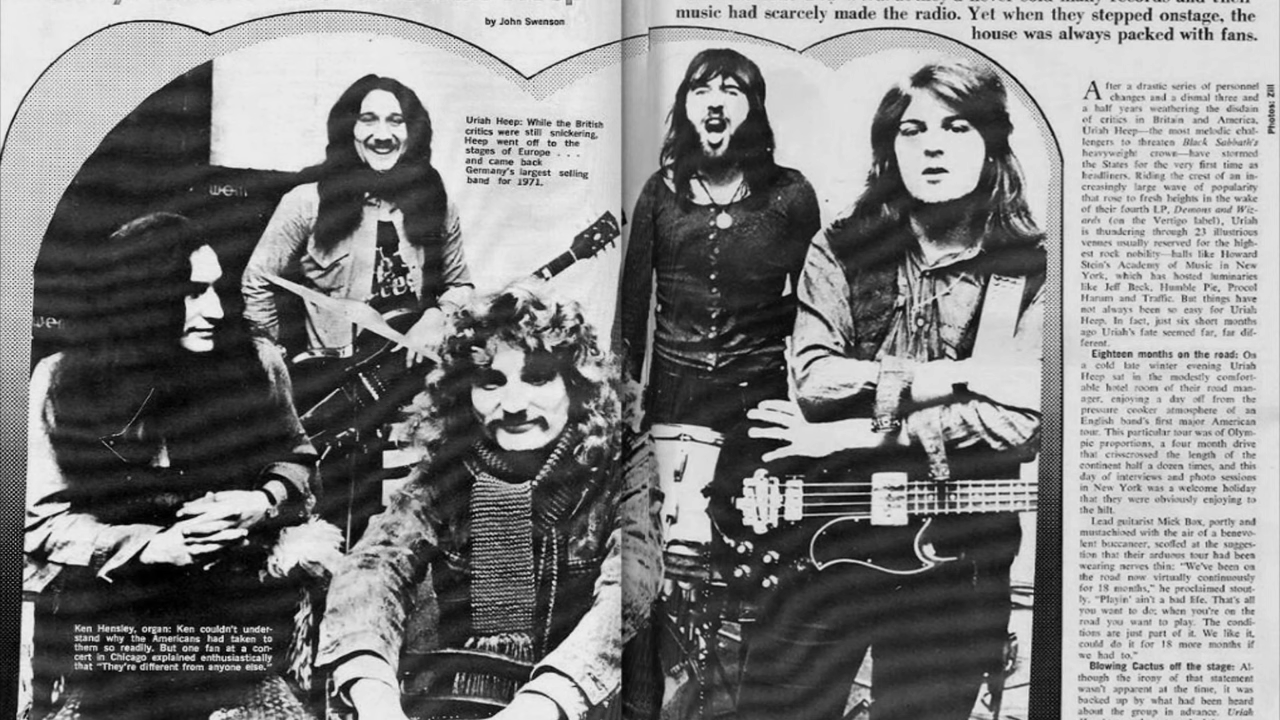 by John Swenson
music had scarcely made the radio. Yet when they stepped onstage, the
house was always packed with fans.
Uriah Heep: While the British
critics were still snickering,
Heep went off to the
stages of Europe . . .
and came back
Germany's largest selling
band for 1971.
wem
wem
Ken Hensley, organ: Ken couldn't under-
stand why the Americans had taken to
them so readily. But one fan at a con-
cert in Chicago explained enthusiastically
that "They're different from anyone else."
Photos: Zill
After a drastic series of personnel
changes and a dismal three and
a half years weathering the disdain
of critics in Britain and America,
Uriah Heep—the most melodic chal-
lengers to threaten Black Sabbath's
heavyweight crown—have stormed
the States for the very first time as
headliners. Riding the crest of an in-
creasingly large wave of popularity
that rose to fresh heights in the wake
of their fourth LP, Demons and Wiz-
ards (on the Vertigo label), Uriah
is thundering through 23 illustrious
venues usually reserved for the high-
est rock nobility—halls like Howard
Stein's Academy of Music in New
York, which has hosted luminaries
like Jeff Beck, Humble Pie, Procol
Harum and Traffic. But things have
not always been so easy for Uriah
Heep. In fact, just six short months
ago Uriah's fate seemed far, far dif-
ferent.
Eighteen months on the road: On
a cold late winter evening Uriah
Heep sat in the modestly comfort-
able hotel room of their road man-
ager, enjoying a day off from the
pressure cooker atmosphere of an
English band's first major American
tour. This particular tour was of Olym-
pic proportions, a four month drive
that crisscrossed the length of the
continent half a dozen times, and this
day of interviews and photo sessions
in New York was a welcome holiday
that they were obviously enjoying to
the hilt.
Lead guitarist Mick Box, portly and
mustachioed with the air of a benevo-
lent buccaneer, scoffed at the sugges-
tion that their arduous tour had been
wearing nerves thin: "We've been on
the road now virtually continuously
for 18 months," he proclaimed stout-
ly. "Playin' ain't a bad life. That's all
you want to do; when you're on the
road you want to play. The condi-
tions are just part of it. We like it,
could do it for 18 more months if
we had to."
Blowing Cactus off the stage: Al-
though the irony of that statement
wasn't apparent at the time, it was
backed up by what had been heard
about the group in advance. Uriah